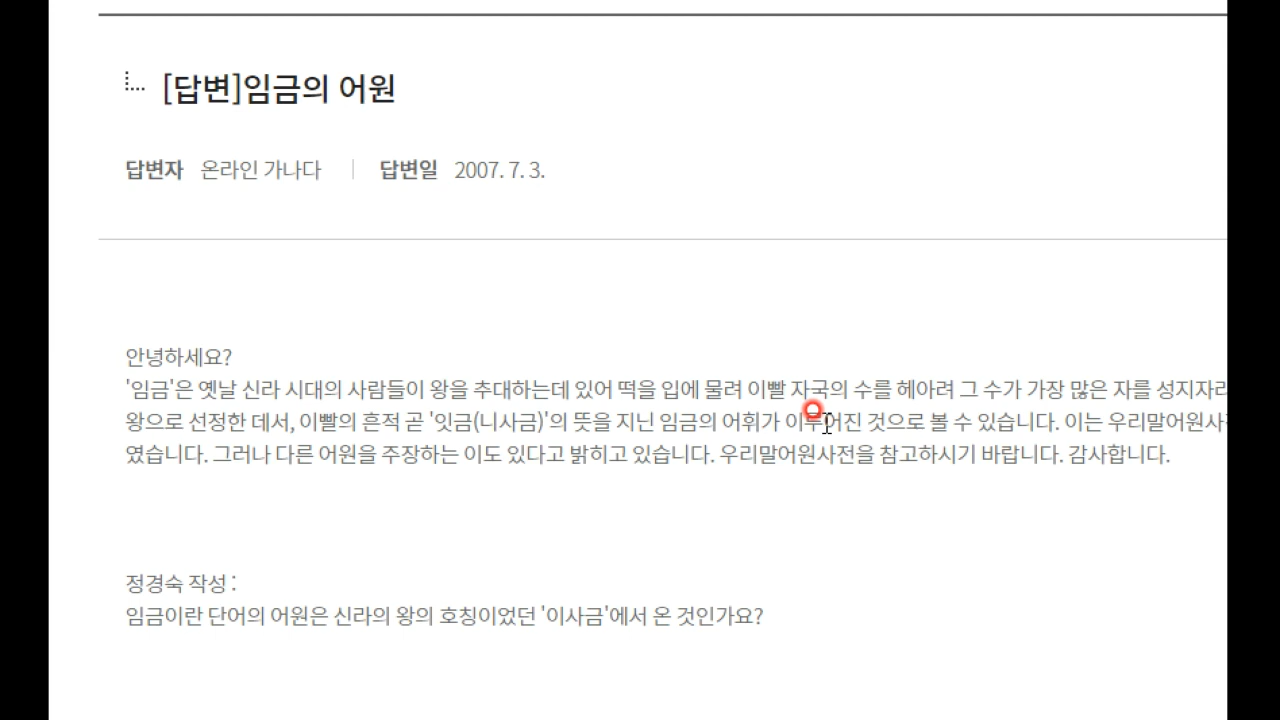 [답변]임금의 어원
답변자 온라인 가나다 답변일 2007. 7. 3.
안녕하세요?
'임금'은 옛날 신라 시대의 사람들이 왕을 추대하는데 있어 떡을 입에 물려 이빨 자국의 수를 헤아려 그 수가 가장 많은 자를 성지자라
왕으로 선정한 데서, 이빨의 흔적 곧 '잇금(니사금)'의 뜻을 지닌 임금의 어휘가 이루어진 것으로 볼 수 있습니다. 이는 우리말어원사
였습니다. 그러나 다른 어원을 주장하는 이도 있다고 밝히고 있습니다. 우리말어원사전을 참고하시기 바랍니다. 감사합니다.
정경숙 작성 :
임금이란 단어의 어원은 신라의 왕의 호칭이었던 '이사금'에서 온 것인가요?